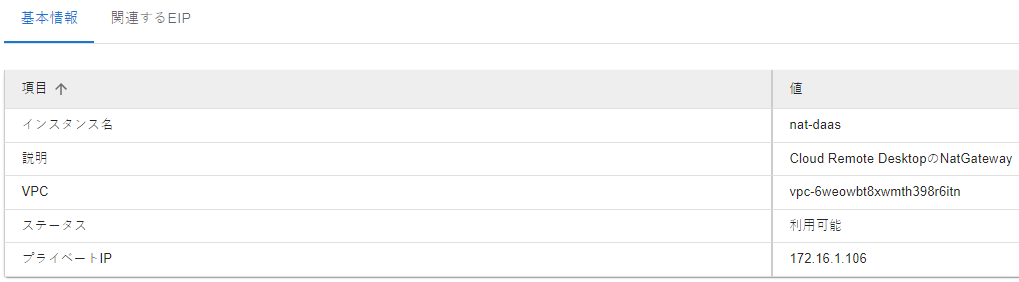 基本情報 関連するEIP
項目 ↑ 値
インスタンス名 nat-daas
説明 Cloud Remote DesktopのNatGateway
VPC vpc-6weowbt8xwmth398r6itn
ステータス 利用可能
プライベートIP 172.16.1.106